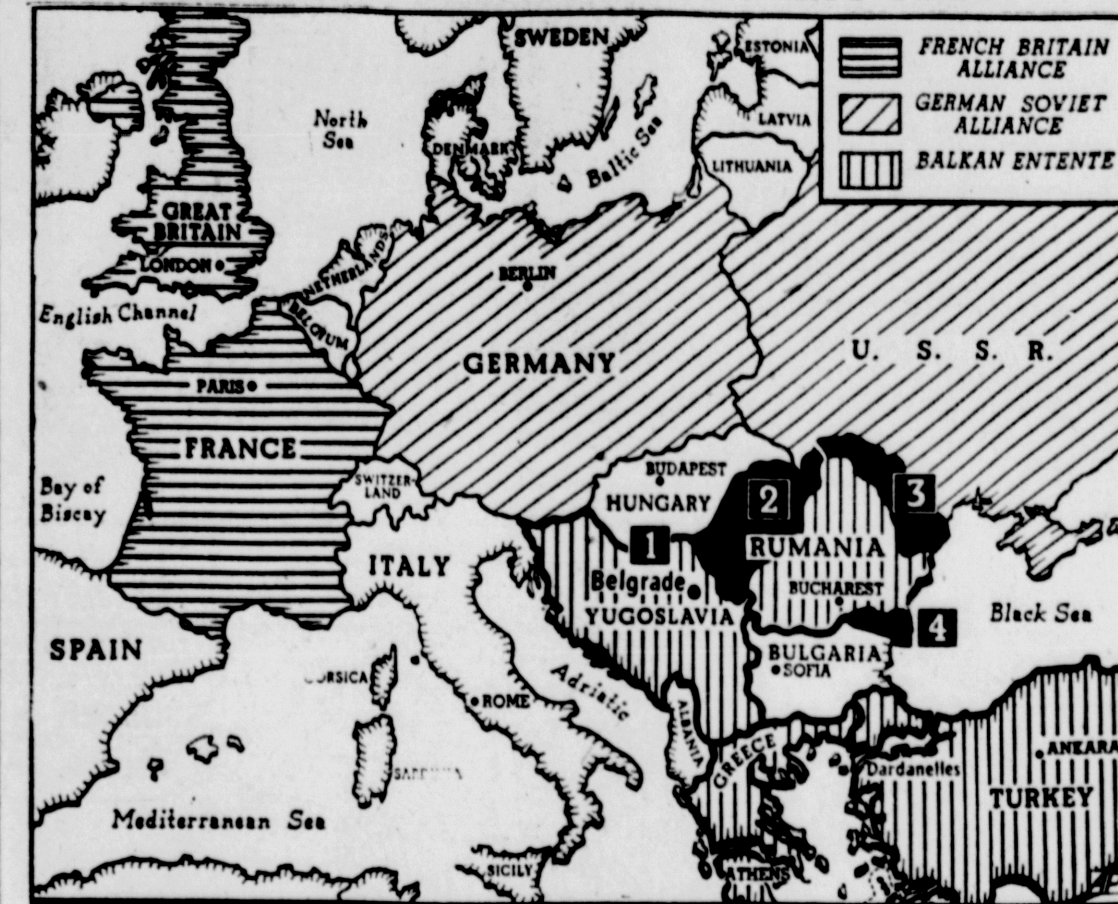 FRENCH BRITAIN
ALLIANCE
GERMAN SOVIET
ALLIANCE
BALKAN ENTENTE
SWEDEN
ESTONIA
LATVIA
LITHUANIA
North
Sea
DENMARK
Baltic Sea
GREAT
BRITAIN
LONDON
NETHERLANDS
BELGIUM
English Channel
BERLIN
GERMANY
U. S. S. R.
PARIS
FRANCE
SWITZER-
LAND
Bay of
Biscay
BUDAPEST
HUNGARY
1
2
3
4
RUMANIA
BUCHAREST
Belgrade
YUGOSLAVIA
ITALY
SPAIN
BULGARIA
SOFIA
Black Sea
CORSICA
ROME
Adriatic
ALBANIA
GREECE
Dardanelles
ANKARA
TURKEY
Mediterranean Sea
SICILY
ATHENS